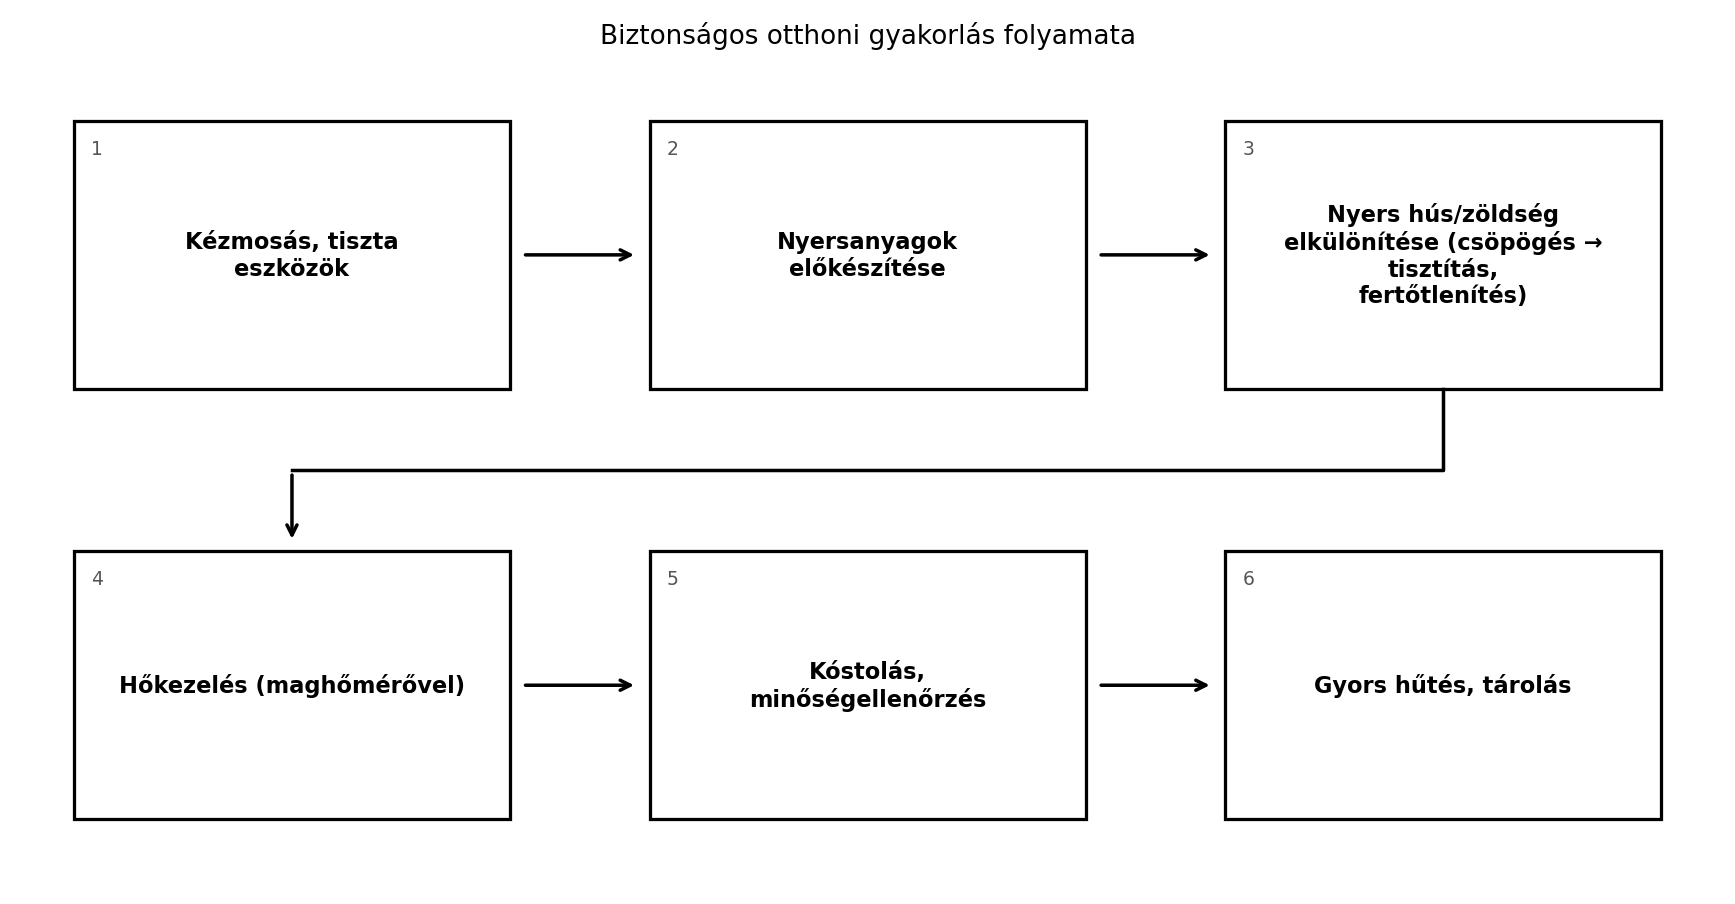 Biztonságos otthoni gyakorlás folyamata
1
Kézmosás, tiszta
eszközök
2
Nyersanyagok
előkészítése
3
Nyers hús/zöldség
elkülönítése (csöpögés →
tisztítás,
fertőtlenítés)
4
Hőkezelés (maghőmérővel)
5
Kóstolás,
minőségellenőrzés
6
Gyors hűtés, tárolás